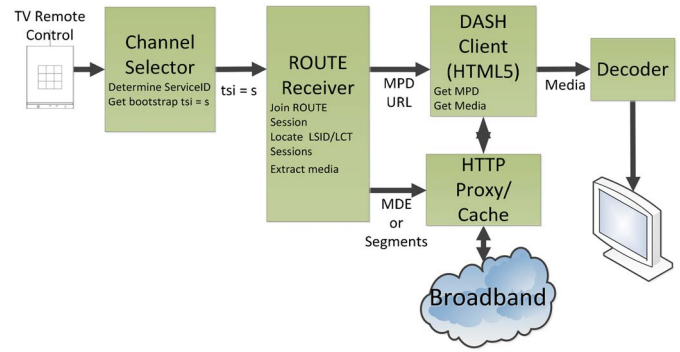 TV Remote
Control
Channel
Selector
Determine ServiceID
Get bootstrap tsi = s
tsi = s
ROUTE
Receiver
Join ROUTE
Session
Locate LSID/LCT
Sessions
Extract media
MPD
URL
MDE
or
Segments
DASH
Client
(HTML5)
Get MPD
Get Media
HTTP
Proxy/
Cache
Broadband
Media
Decoder